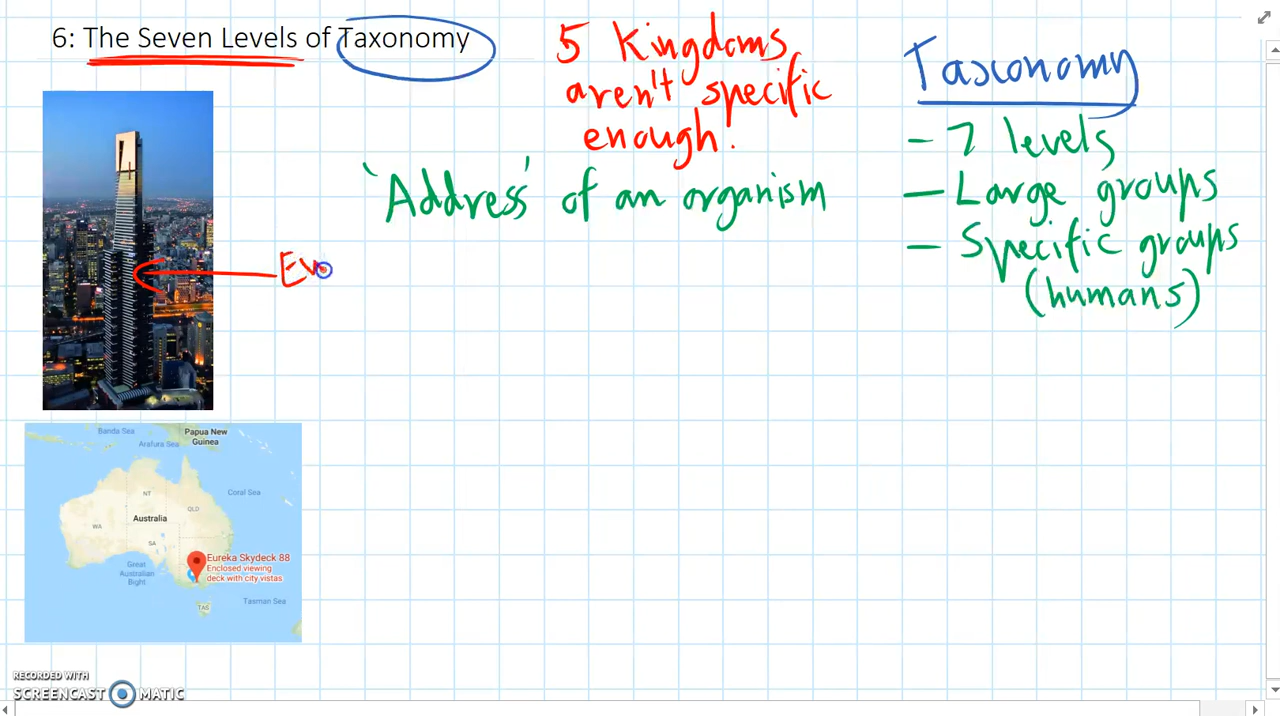 6: The Seven Levels of Taxonomy
5 Kingdoms
aren't specific
enough!
'Address' of an organism
Taxonomy
- 7 levels
- Large groups
- Specific groups
(humans)
Banda Sea
Papua New
Guinea
Arafura Sea
Coral Sea
NT
QLD
Australia
WA
SA
Great
Australian
Bight
Eureka Skydeck 88
Enclosed viewing
deck with city vistas
TAS
Tasman Sea
RECORDED WITH
SCREENCAST MATIC